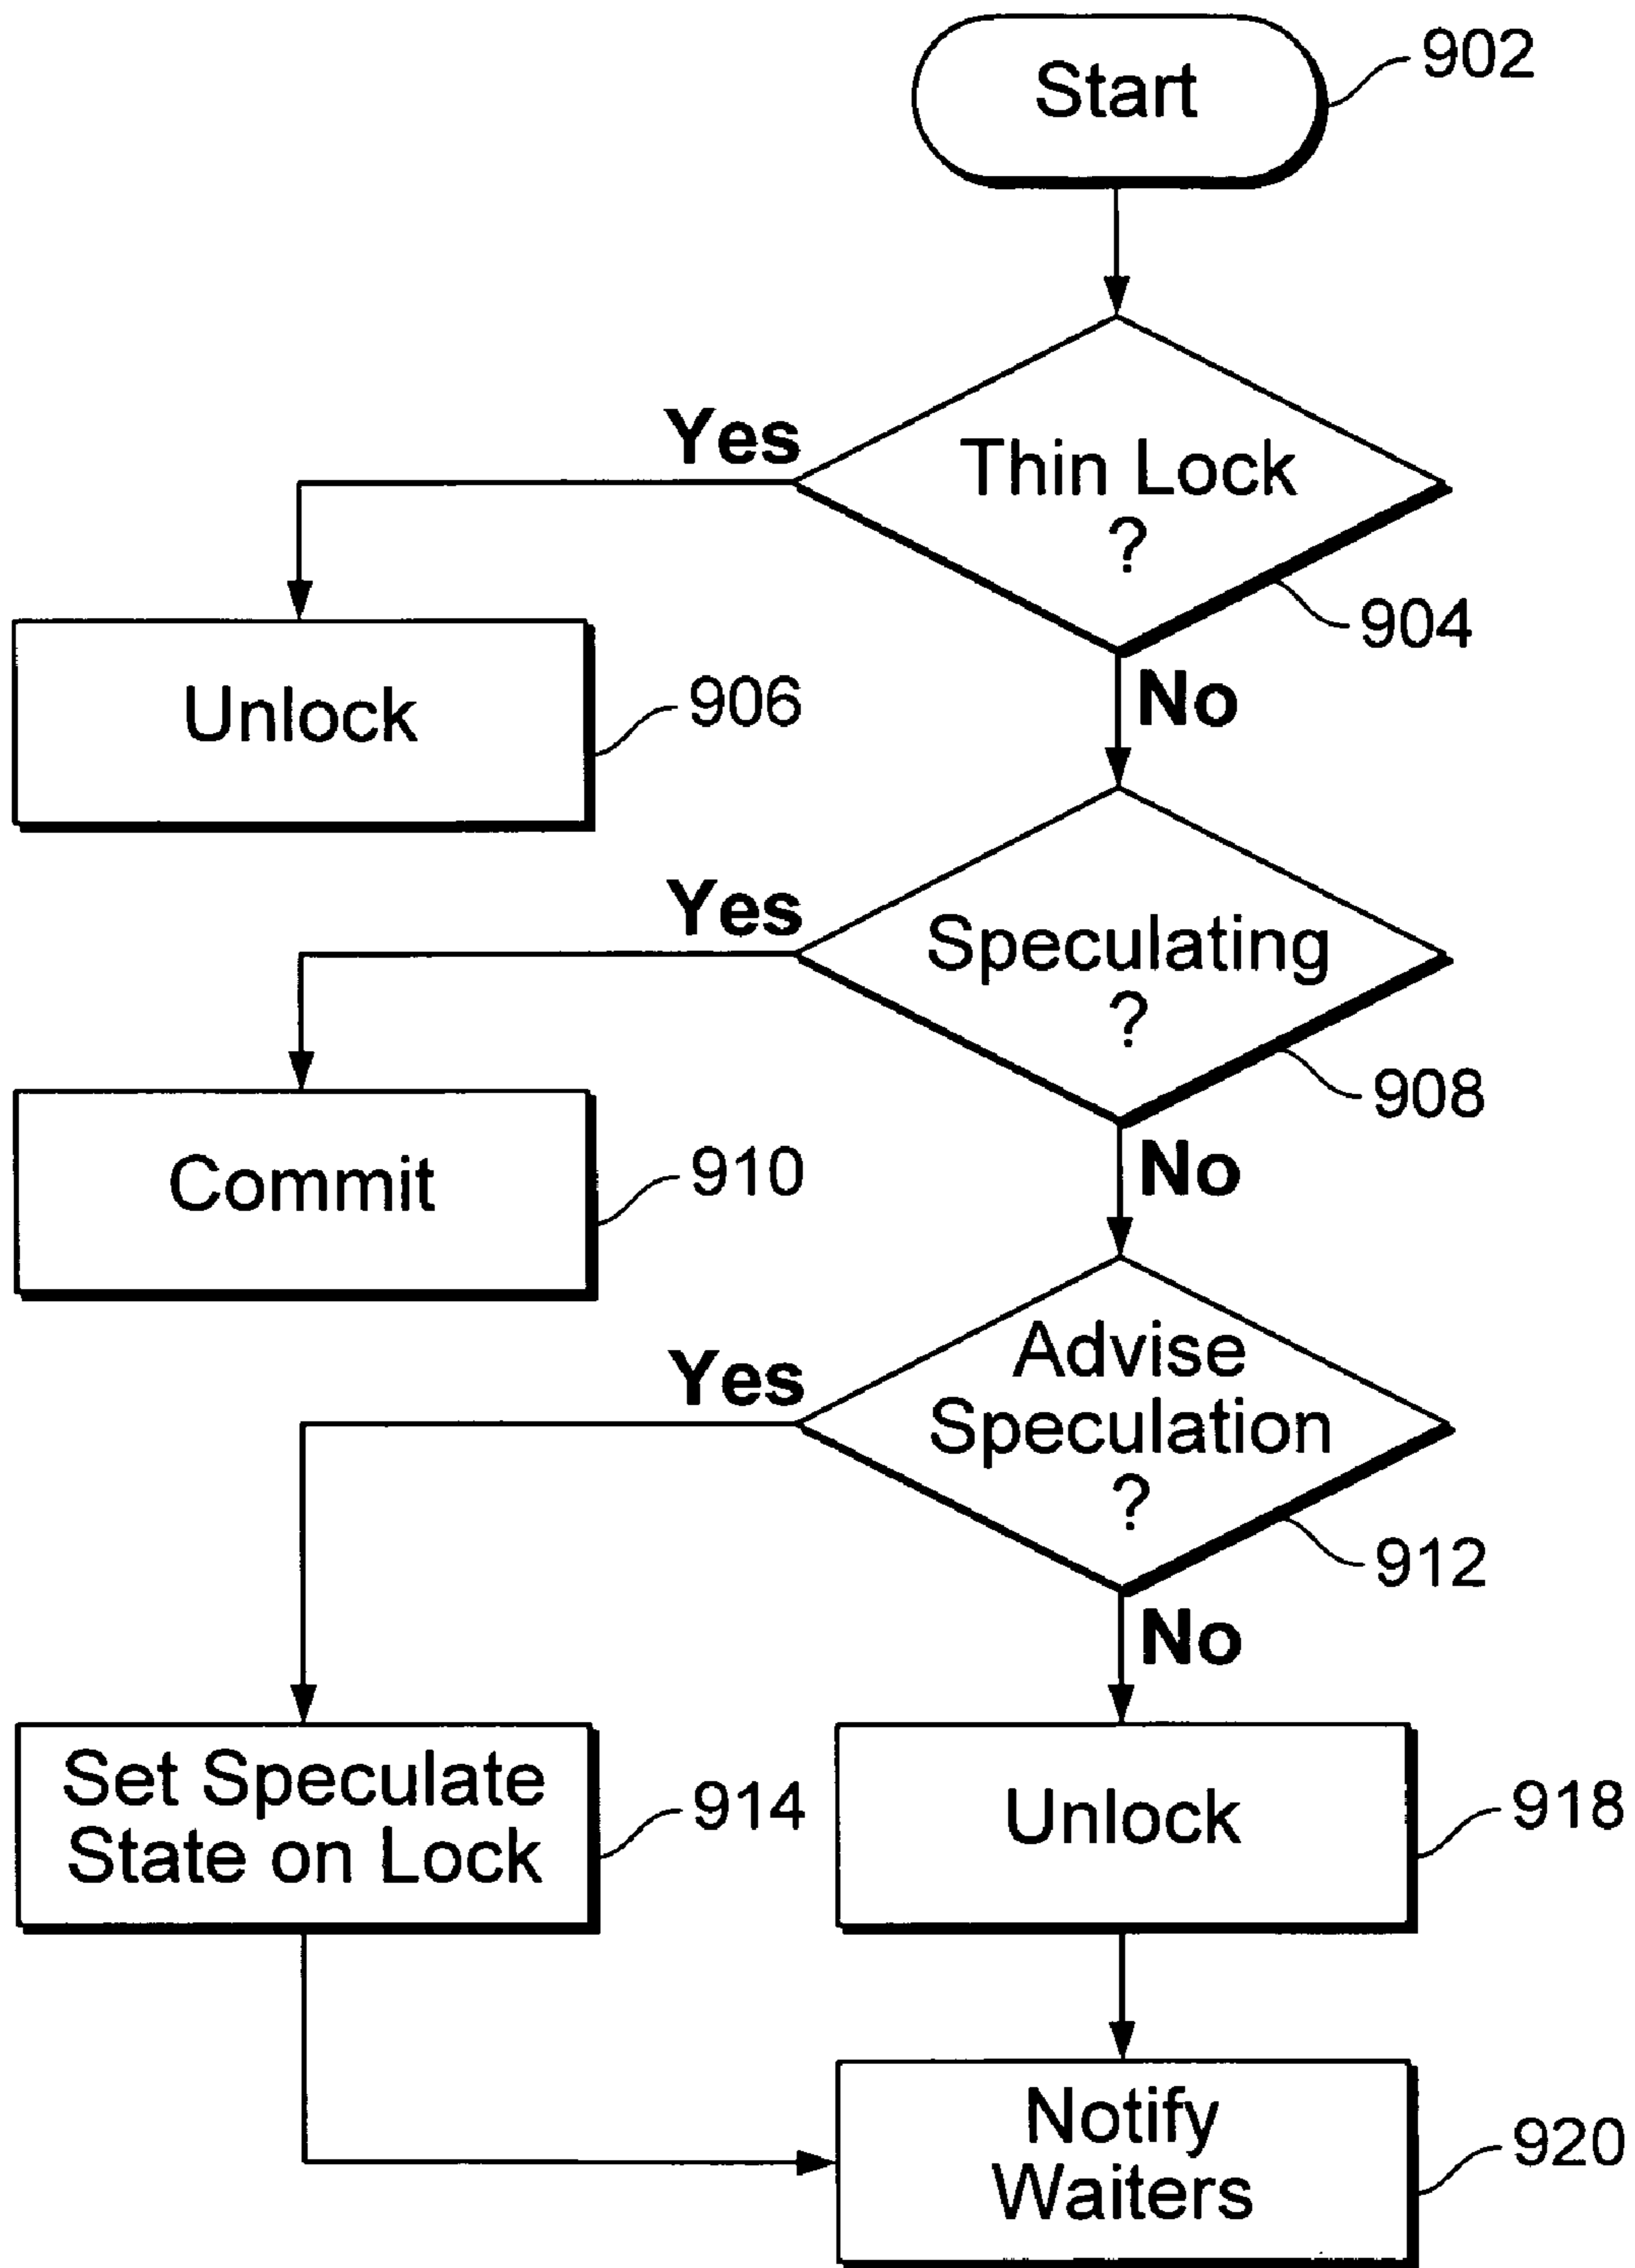 Start
902
Yes
Thin Lock
?
904
No
Unlock
906
Yes
Speculating
?
908
No
Commit
910
Yes
Advise
Speculation
?
912
No
Set Speculate
State on Lock
914
Unlock
918
Notify
Waiters
920